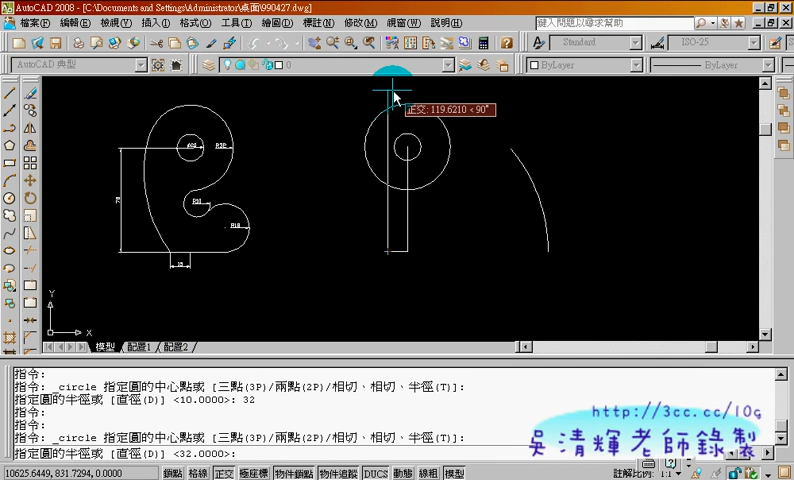 AutoCAD 2008 - [C:\Documents and Settings\Administrator\桌面\990427.dwg]
檔案(F) 編輯(E) 檢視(V) 插入(I) 格式(O) 工具(T) 繪圖(D) 標註(N) 修改(M) 視窗(W) 說明(H)
鍵入問題以尋求幫助
Standard ISO-25
AutoCAD 典型
0
ByLayer ByLayer
正交: 119.6210 < 90°
Y
X
模型 配置1 配置2
指令:
指令: _circle 指定圓的中心點或 [三點(3P)/兩點(2P)/相切、相切、半徑(T)]:
指定圓的半徑或 [直徑(D)] <10.0000>: 32
指令:
指令:
指令: _circle 指定圓的中心點或 [三點(3P)/兩點(2P)/相切、相切、半徑(T)]:
指定圓的半徑或 [直徑(D)] <32.0000>:
http://3cc.cc/10g
吳清輝老師錄製
10625.6449, 831.7294, 0.0000 鎖點 格線 正交 極座標 物件鎖點 物件追蹤 DUCS 動態 線粗 模型
註解比例: 1:1